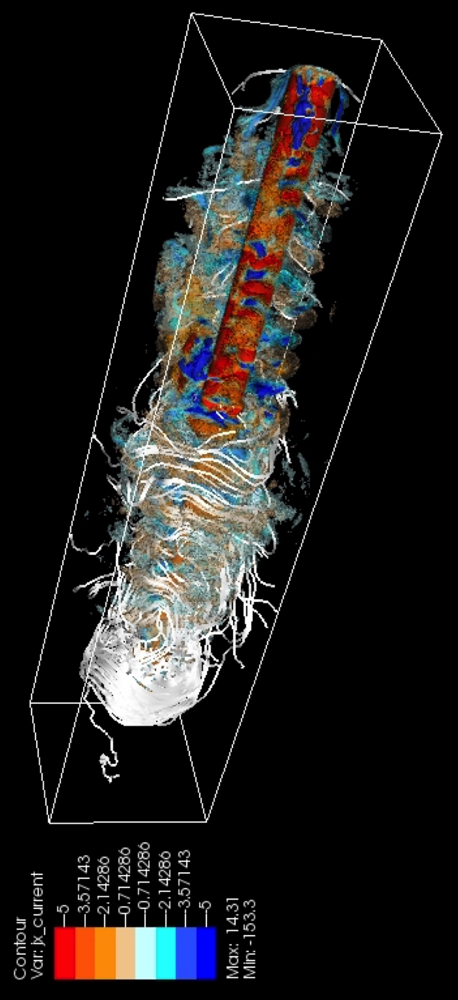 Contour
Var: jx_current
5
3.57143
2.14286
0.714286
-0.714286
-2.14286
-3.57143
-5
Max: 14.31
Min: -153.3